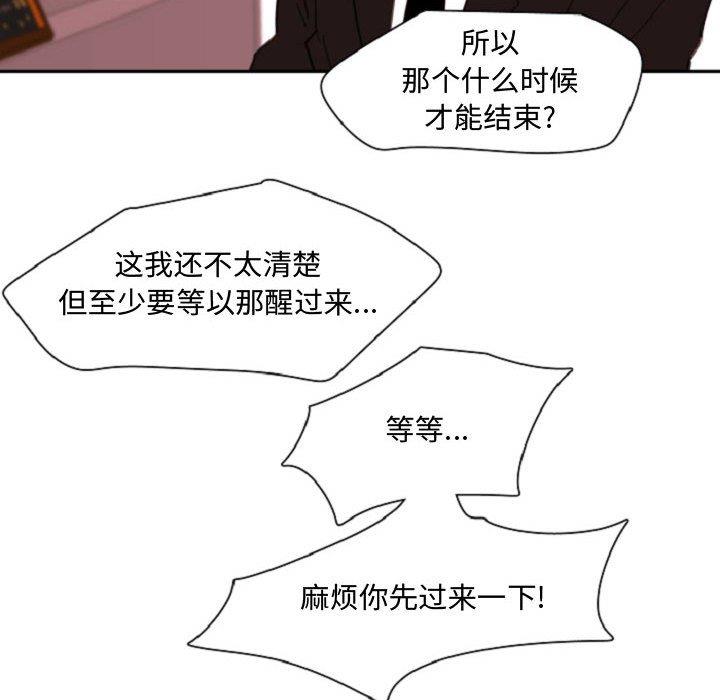 所以
那个什么时候
才能结束?
这我还不太清楚
但至少要等以那醒过来...
等等...
麻烦你先过来一下!